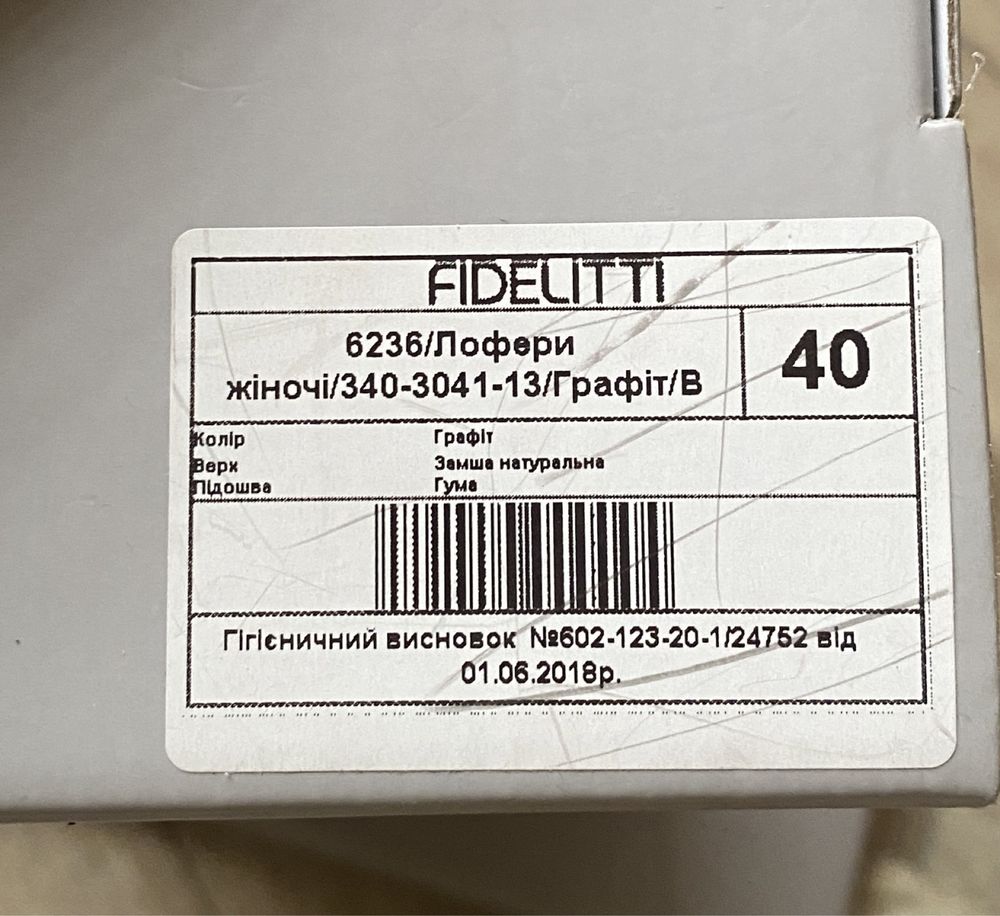 FIDELITTI
6236/Лофери
жіночі/340-3041-13/Графіт/В
40
Колір Графіт
Верх Замша натуральна
Підошва Гума
Гігієничний висновок №602-123-20-1/24752 від
01.06.2018р.